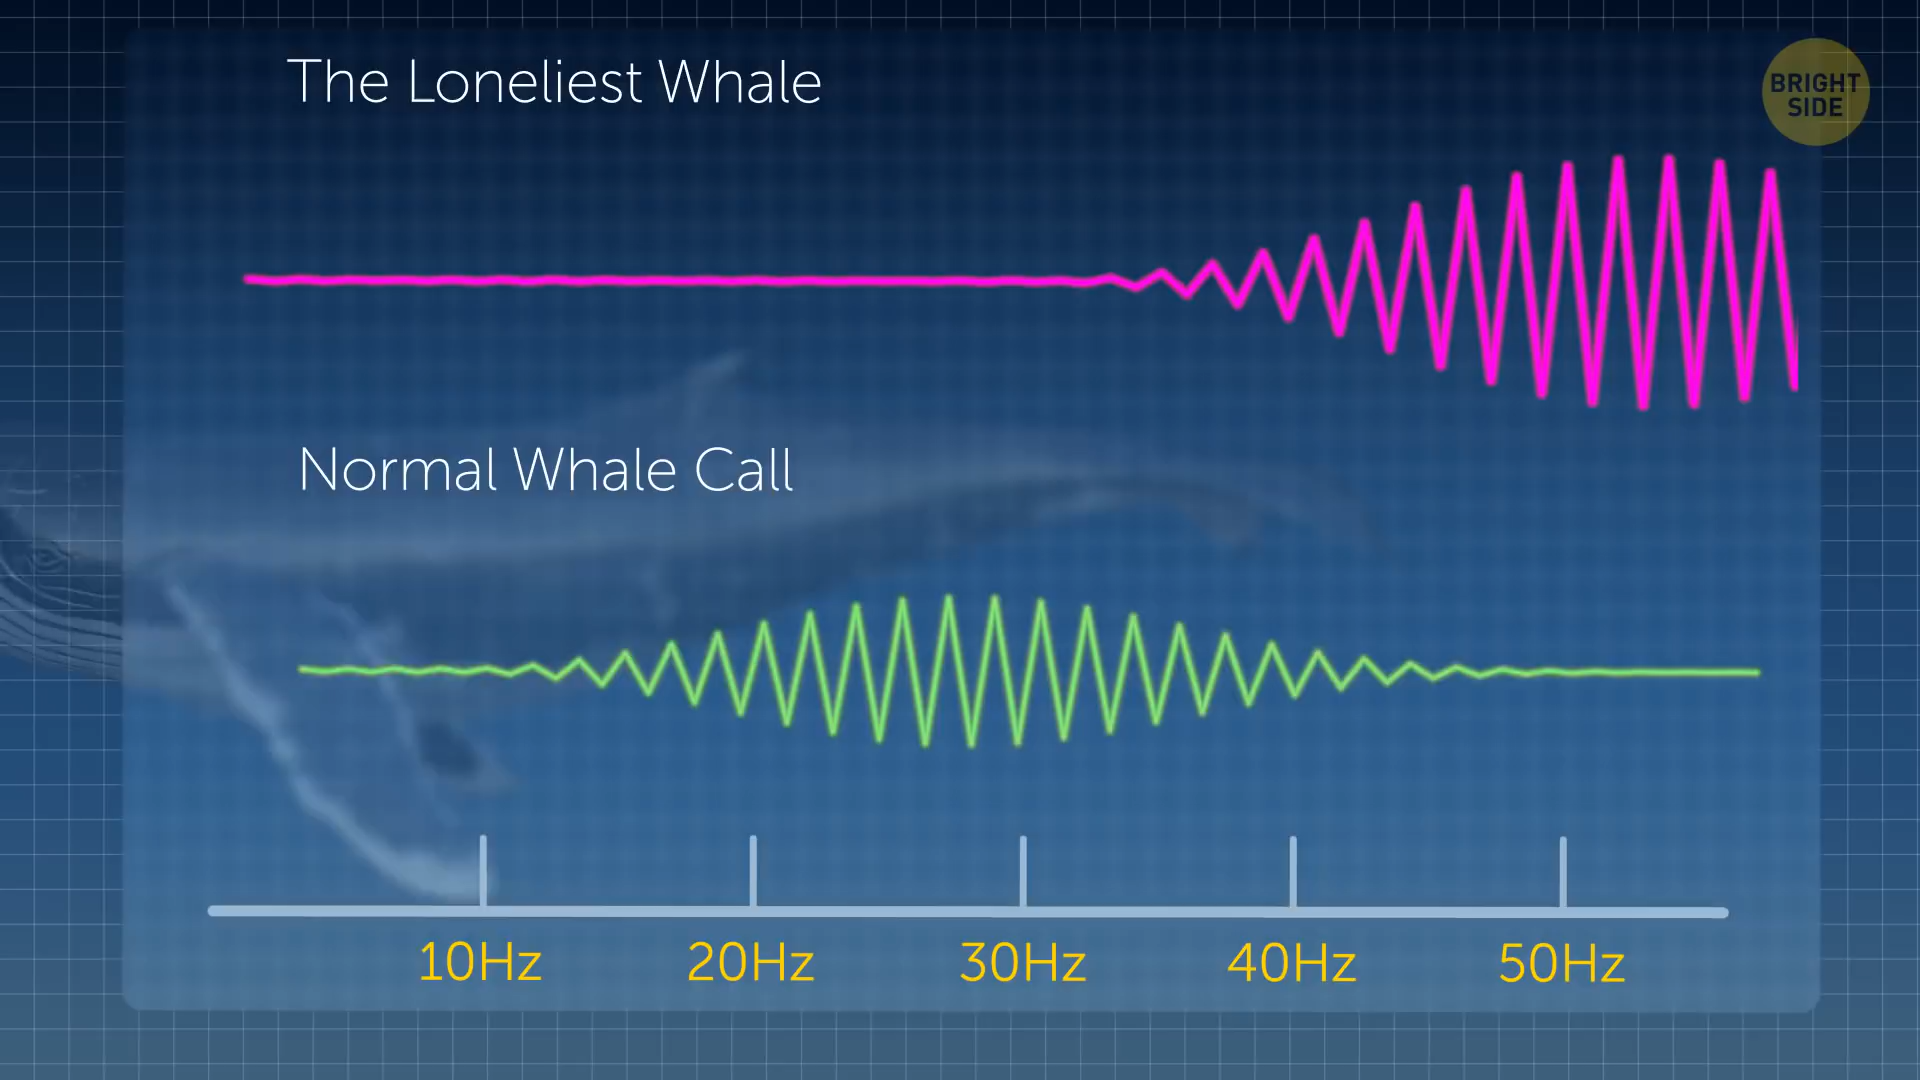 The Loneliest Whale
BRIGHT
SIDE
Normal Whale Call
10Hz
20Hz
30Hz
40Hz
50Hz